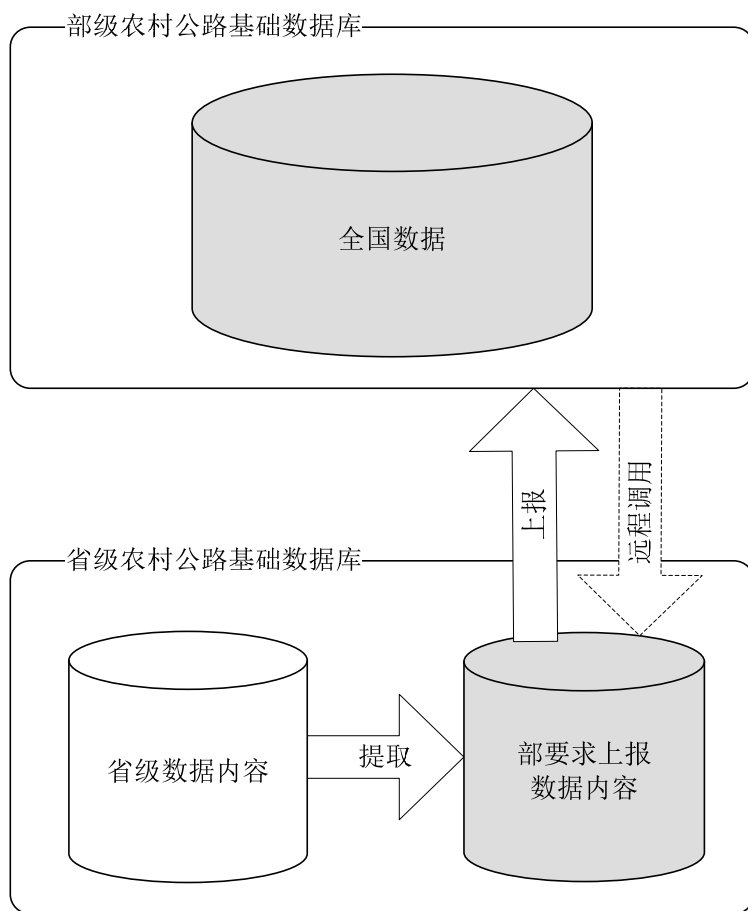 部级农村公路基础数据库
全国数据
上报
远程调用
省级农村公路基础数据库
省级数据内容
提取
部要求上报
数据内容